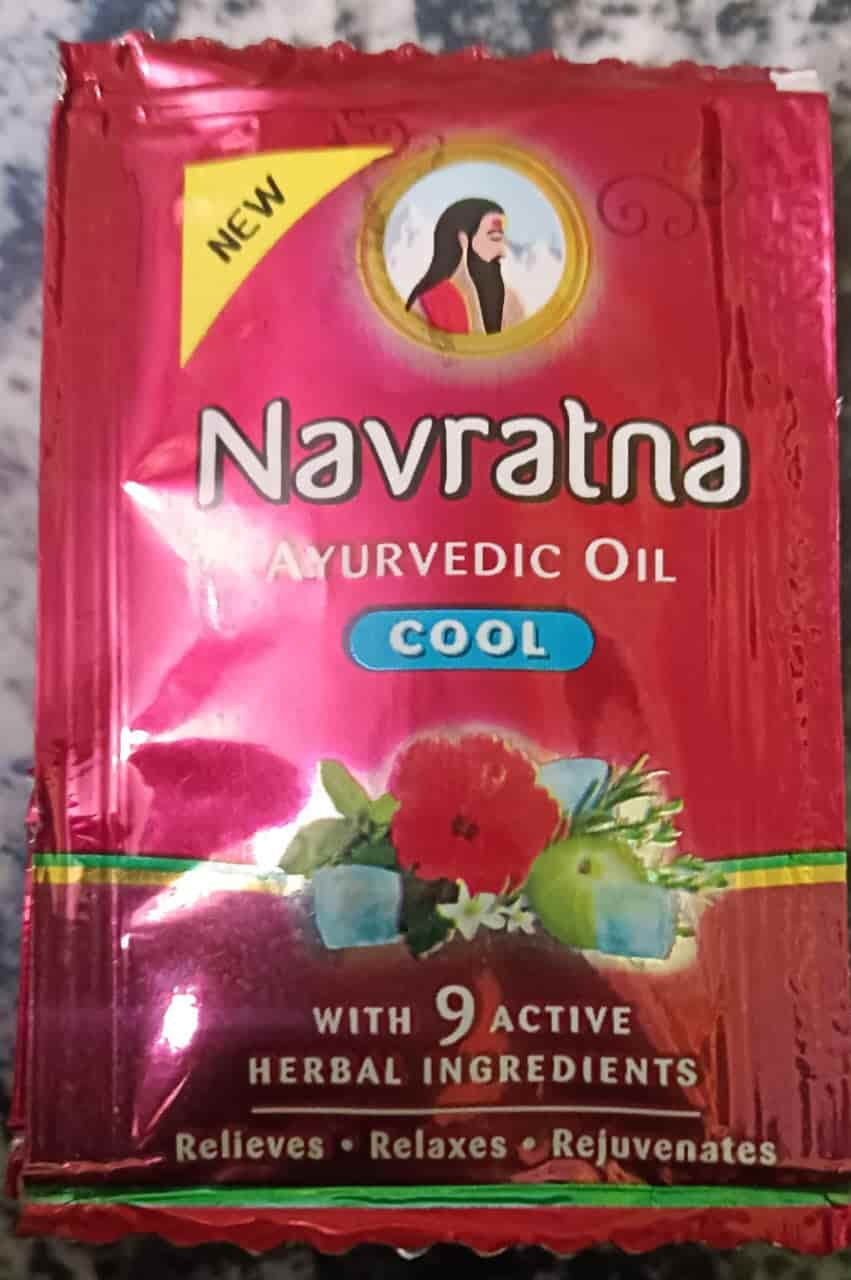 NEW
Navratna
AYURVEDIC OIL
COOL
WITH 9 ACTIVE
HERBAL INGREDIENTS
Relieves • Relaxes • Rejuvenates